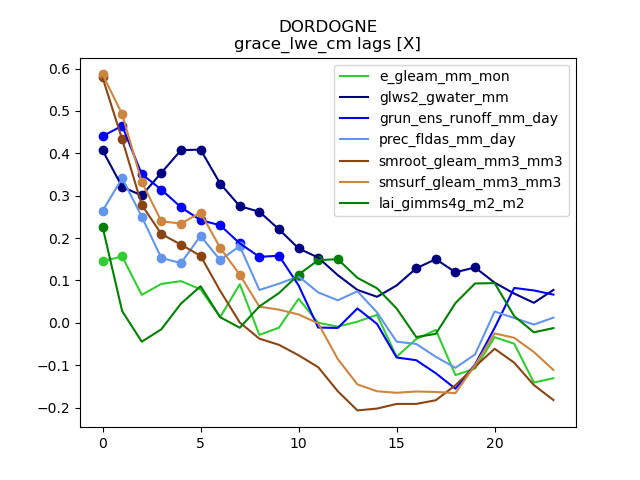 DORDOGNE
grace_lwe_cm lags [X]
0.6
0.5
0.4
0.3
0.2
0.1
0.0
−0.1
−0.2
0
5
10
15
20
e_gleam_mm_mon
glws2_gwater_mm
grun_ens_runoff_mm_day
prec_fldas_mm_day
smroot_gleam_mm3_mm3
smsurf_gleam_mm3_mm3
lai_gimms4g_m2_m2